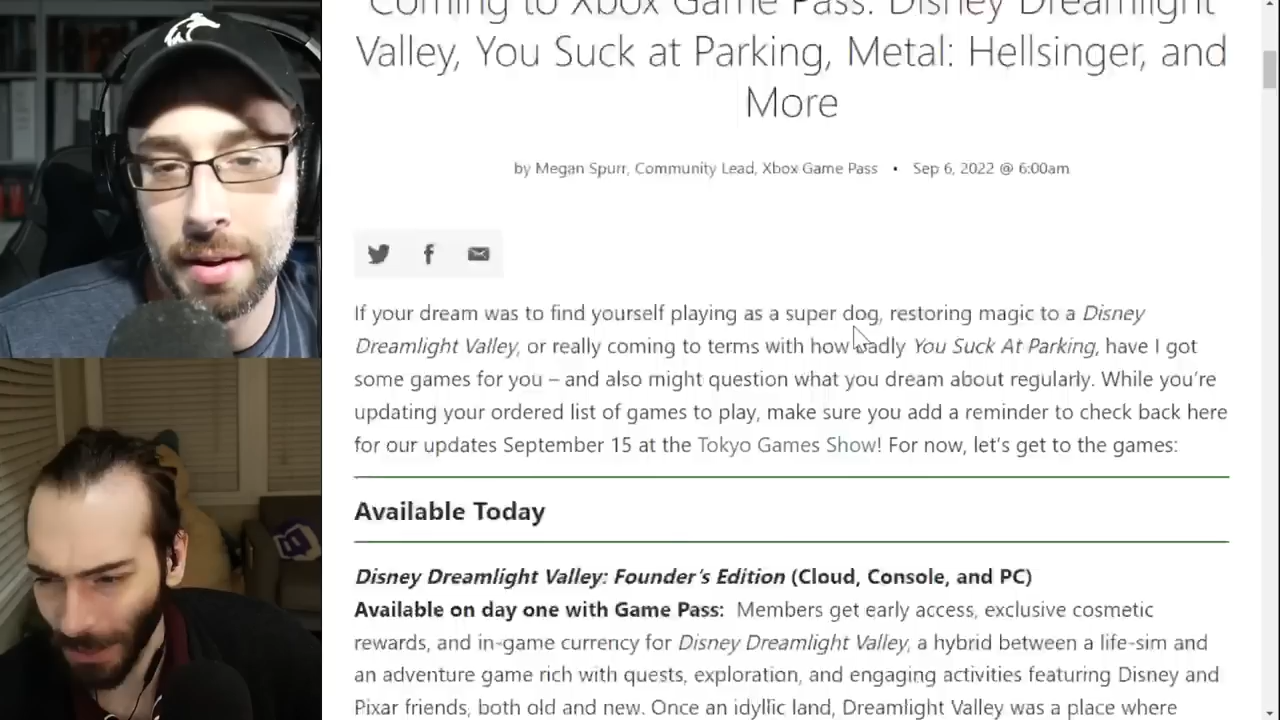 Coming to Xbox Game Pass: Disney Dreamlight
Valley, You Suck at Parking, Metal: Hellsinger, and
More
by Megan Spurr, Community Lead, Xbox Game Pass • Sep 6, 2022 @ 6:00am
If your dream was to find yourself playing as a super dog, restoring magic to a Disney
Dreamlight Valley, or really coming to terms with how badly You Suck At Parking, have I got
some games for you – and also might question what you dream about regularly. While you're
updating your ordered list of games to play, make sure you add a reminder to check back here
for our updates September 15 at the Tokyo Games Show! For now, let's get to the games:
Available Today
Disney Dreamlight Valley: Founder's Edition (Cloud, Console, and PC)
Available on day one with Game Pass: Members get early access, exclusive cosmetic
rewards, and in-game currency for Disney Dreamlight Valley, a hybrid between a life-sim and
an adventure game rich with quests, exploration, and engaging activities featuring Disney and
Pixar friends, both old and new. Once an idyllic land, Dreamlight Valley was a place where